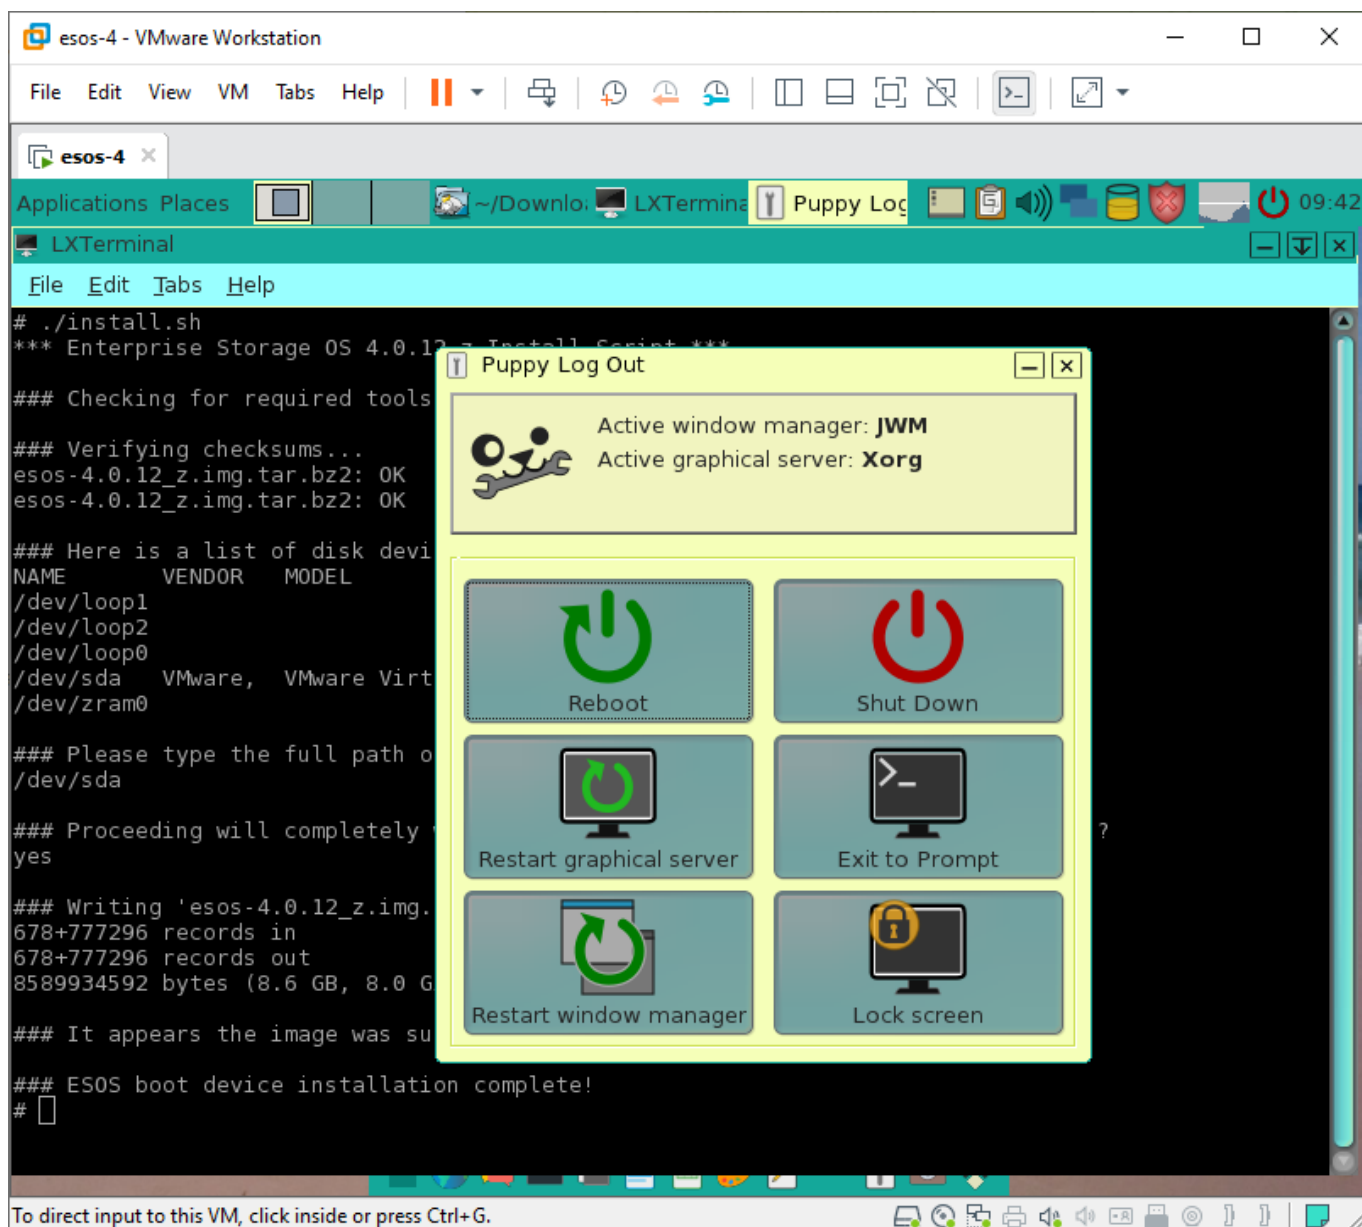 esos-4 - VMware Workstation
File Edit View VM Tabs Help
esos-4
Applications Places ~/Downlo LXTermina Puppy Log 09:42
LXTerminal
File Edit Tabs Help
# ./install.sh
*** Enterprise Storage OS 4.0.12_z Install Script ***
### Checking for required tools
### Verifying checksums...
esos-4.0.12_z.img.tar.bz2: OK
esos-4.0.12_z.img.tar.bz2: OK
### Here is a list of disk devi
NAME VENDOR MODEL
/dev/loop1
/dev/loop2
/dev/loop0
/dev/sda VMware, VMware Virt
/dev/zram0
### Please type the full path o
/dev/sda
### Proceeding will completely ?
yes
### Writing 'esos-4.0.12_z.img.
678+777296 records in
678+777296 records out
8589934592 bytes (8.6 GB, 8.0 G
### It appears the image was su
### ESOS boot device installation complete!
#
Puppy Log Out
Active window manager: JWM
Active graphical server: Xorg
Reboot
Shut Down
Restart graphical server
Exit to Prompt
Restart window manager
Lock screen
To direct input to this VM, click inside or press Ctrl+G.